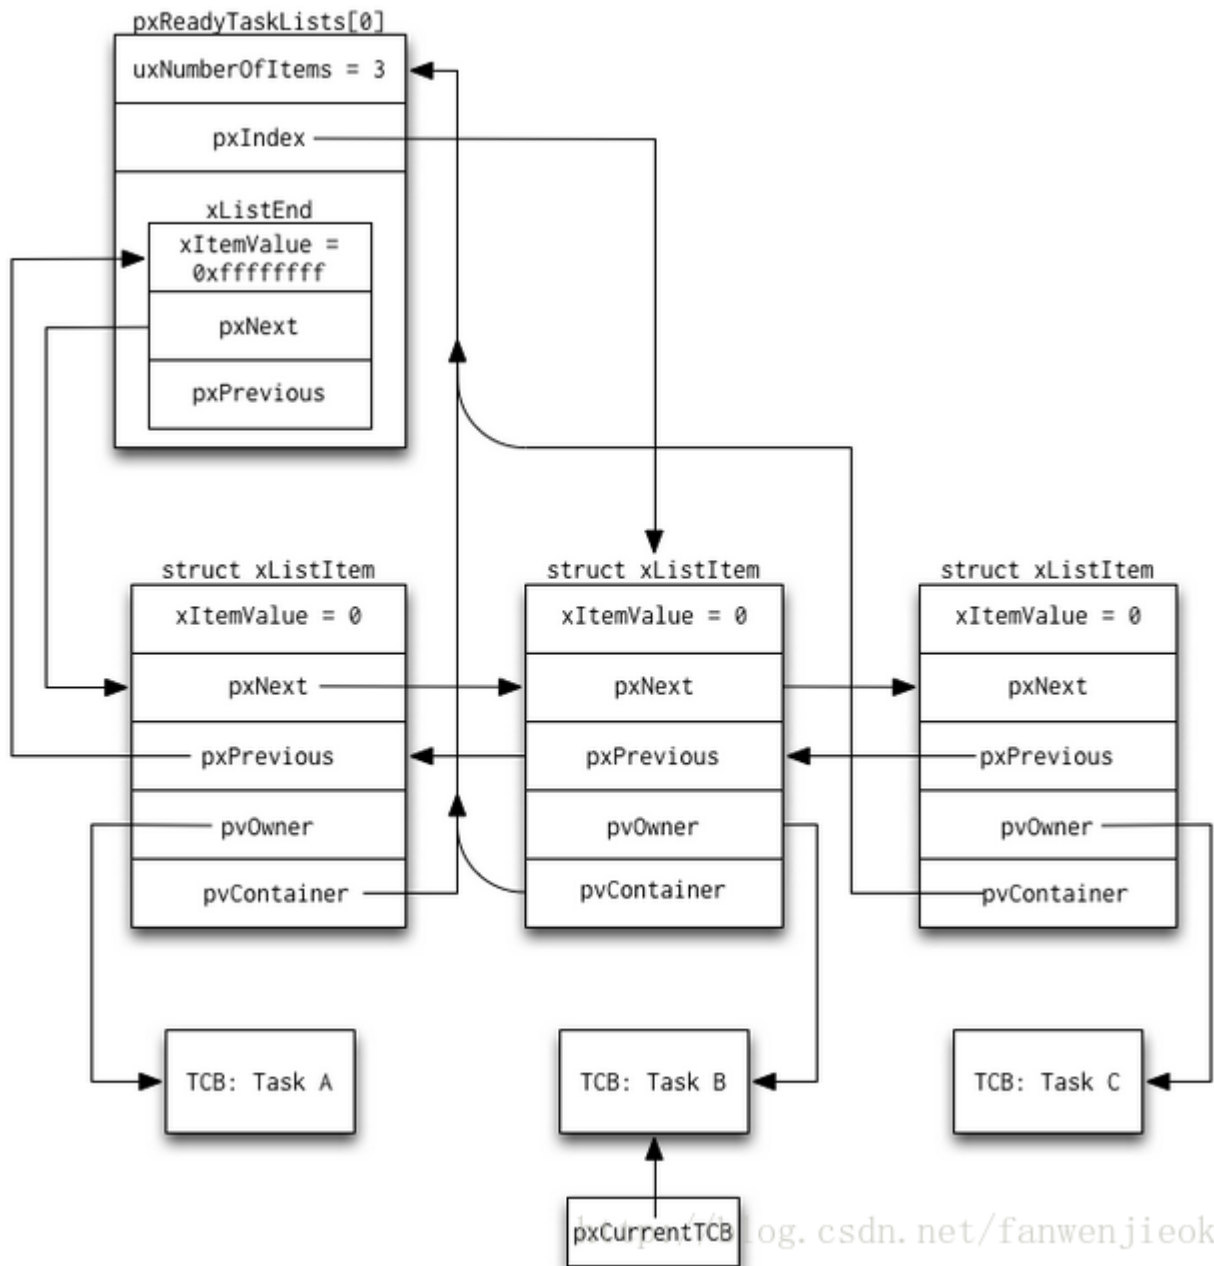 pxReadyTaskLists[0]
uxNumberOfItems = 3
pxIndex
xListEnd
xItemValue =
0xffffffff
pxNext
pxPrevious
struct xListItem
xItemValue = 0
pxNext
pxPrevious
pvOwner
pvContainer
struct xListItem
xItemValue = 0
pxNext
pxPrevious
pvOwner
pvContainer
struct xListItem
xItemValue = 0
pxNext
pxPrevious
pvOwner
pvContainer
TCB: Task A
TCB: Task B
TCB: Task C
pxCurrentTCB
http://blog.csdn.net/fanwenjieok